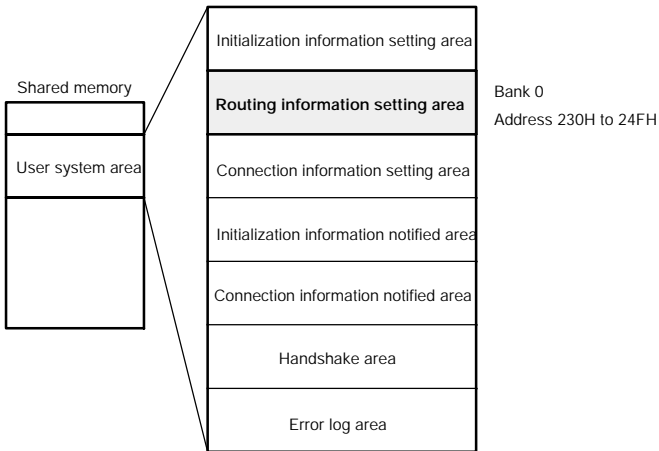 Shared memory
User system area
Initialization information setting area
Routing information setting area
Connection information setting area
Initialization information notified area
Connection information notified area
Handshake area
Error log area
Bank 0
Address 230H to 24FH